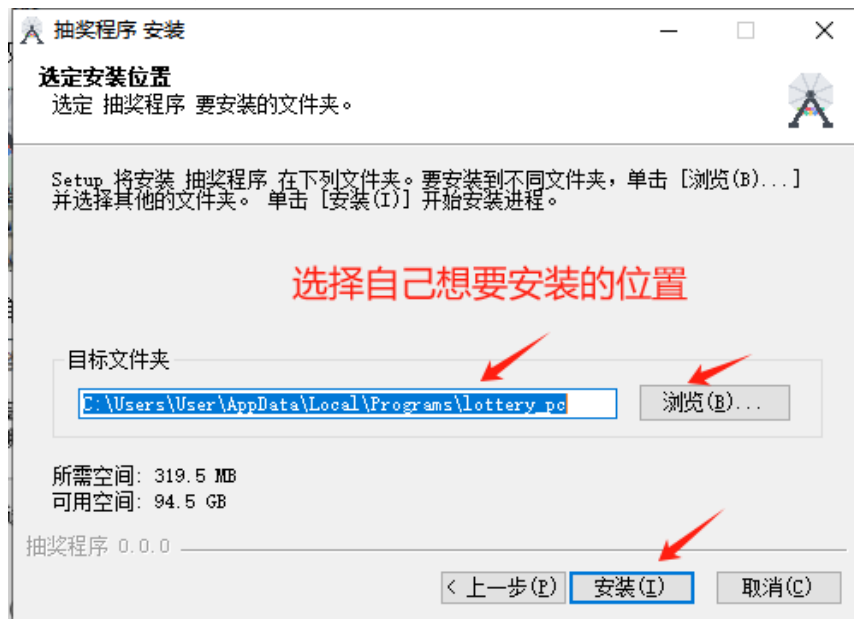 抽奖程序 安装
选定安装位置
选定 抽奖程序 要安装的文件夹。
Setup 将安装 抽奖程序 在下列文件夹。要安装到不同文件夹，单击 [浏览(B)...]
并选择其他的文件夹。 单击 [安装(I)] 开始安装进程。
选择自己想要安装的位置
目标文件夹
C:\Users\User\AppData\Local\Programs\lottery_pc
浏览(B)...
所需空间: 319.5 MB
可用空间: 94.5 GB
抽奖程序 0.0.0
< 上一步(P) 安装(I) 取消(C)